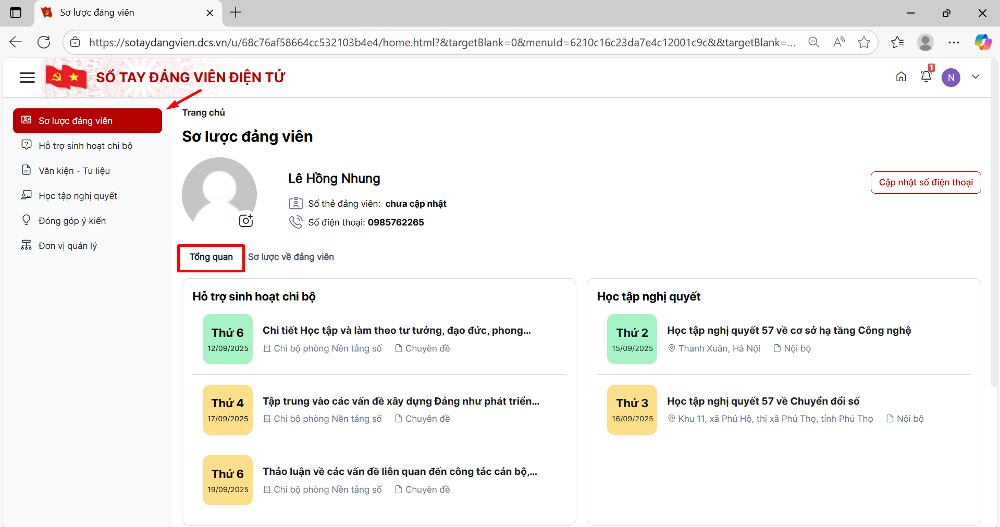 Sơ lược đảng viên
https://sotaydangvien.dcs.vn/u/68c76af58664cc532103b4e4/home.html?&targetBlank=0&menuId=6210c16c23da7e4c12001c9c&&targetBlank=...
SỔ TAY ĐẢNG VIÊN ĐIỆN TỬ
1
N
Sơ lược đảng viên
Hỗ trợ sinh hoạt chi bộ
Văn kiện - Tư liệu
Học tập nghị quyết
Đóng góp ý kiến
Đơn vị quản lý
Trang chủ
Sơ lược đảng viên
Lê Hồng Nhung
Số thẻ đảng viên: chưa cập nhật
Số điện thoại: 0985762265
Cập nhật số điện thoại
Tổng quan
Sơ lược về đảng viên
Hỗ trợ sinh hoạt chi bộ
Thứ 6
12/09/2025
Chi tiết Học tập và làm theo tư tưởng, đạo đức, phong...
Chi bộ phòng Nền tảng số
Chuyên đề
Thứ 4
17/09/2025
Tập trung vào các vấn đề xây dựng Đảng như phát triển...
Chi bộ phòng Nền tảng số
Chuyên đề
Thứ 6
19/09/2025
Thảo luận về các vấn đề liên quan đến công tác cán bộ,...
Chi bộ phòng Nền tảng số
Chuyên đề
Học tập nghị quyết
Thứ 2
15/09/2025
Học tập nghị quyết 57 về cơ sở hạ tầng Công nghệ
Thanh Xuân, Hà Nội
Nội bộ
Thứ 3
16/09/2025
Học tập nghị quyết 57 về Chuyển đổi số
Khu 11, xã Phú Hộ, thị xã Phú Thọ, tỉnh Phú Thọ
Nội bộ